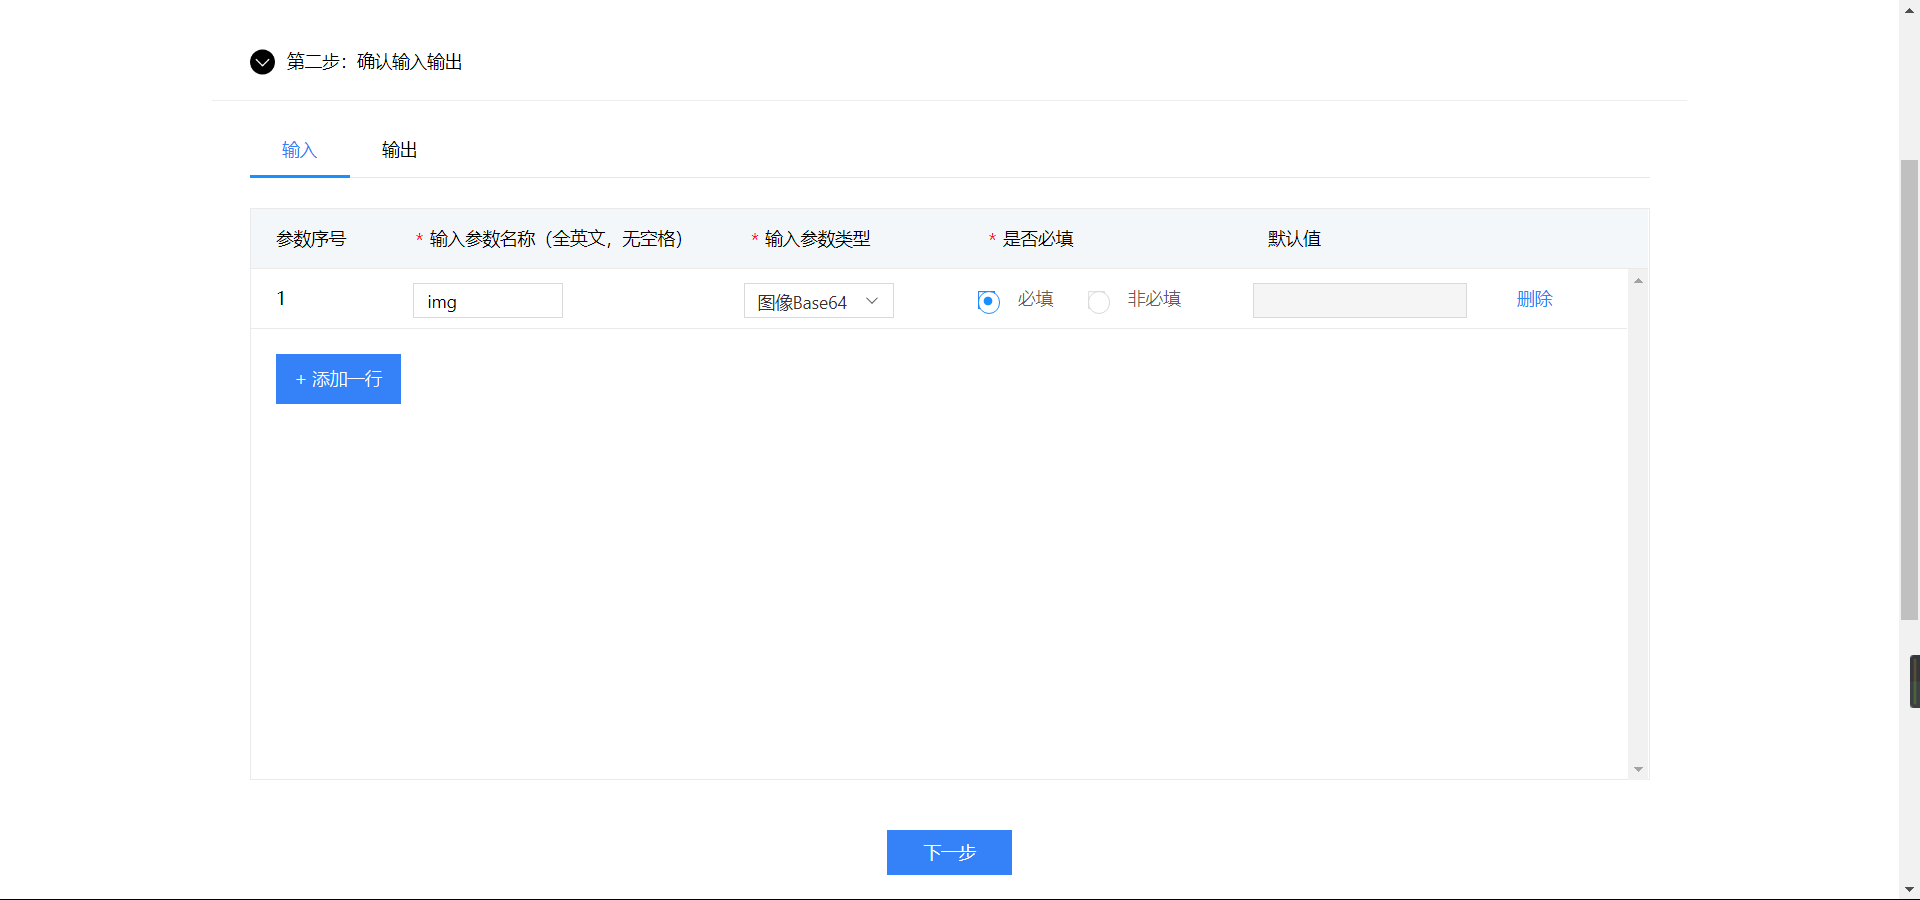 第二步：确认输入输出
输入 输出
参数序号 * 输入参数名称（全英文，无空格） * 输入参数类型 * 是否必填 默认值
1 img 图像Base64 必填 非必填 删除
+ 添加一行
下一步